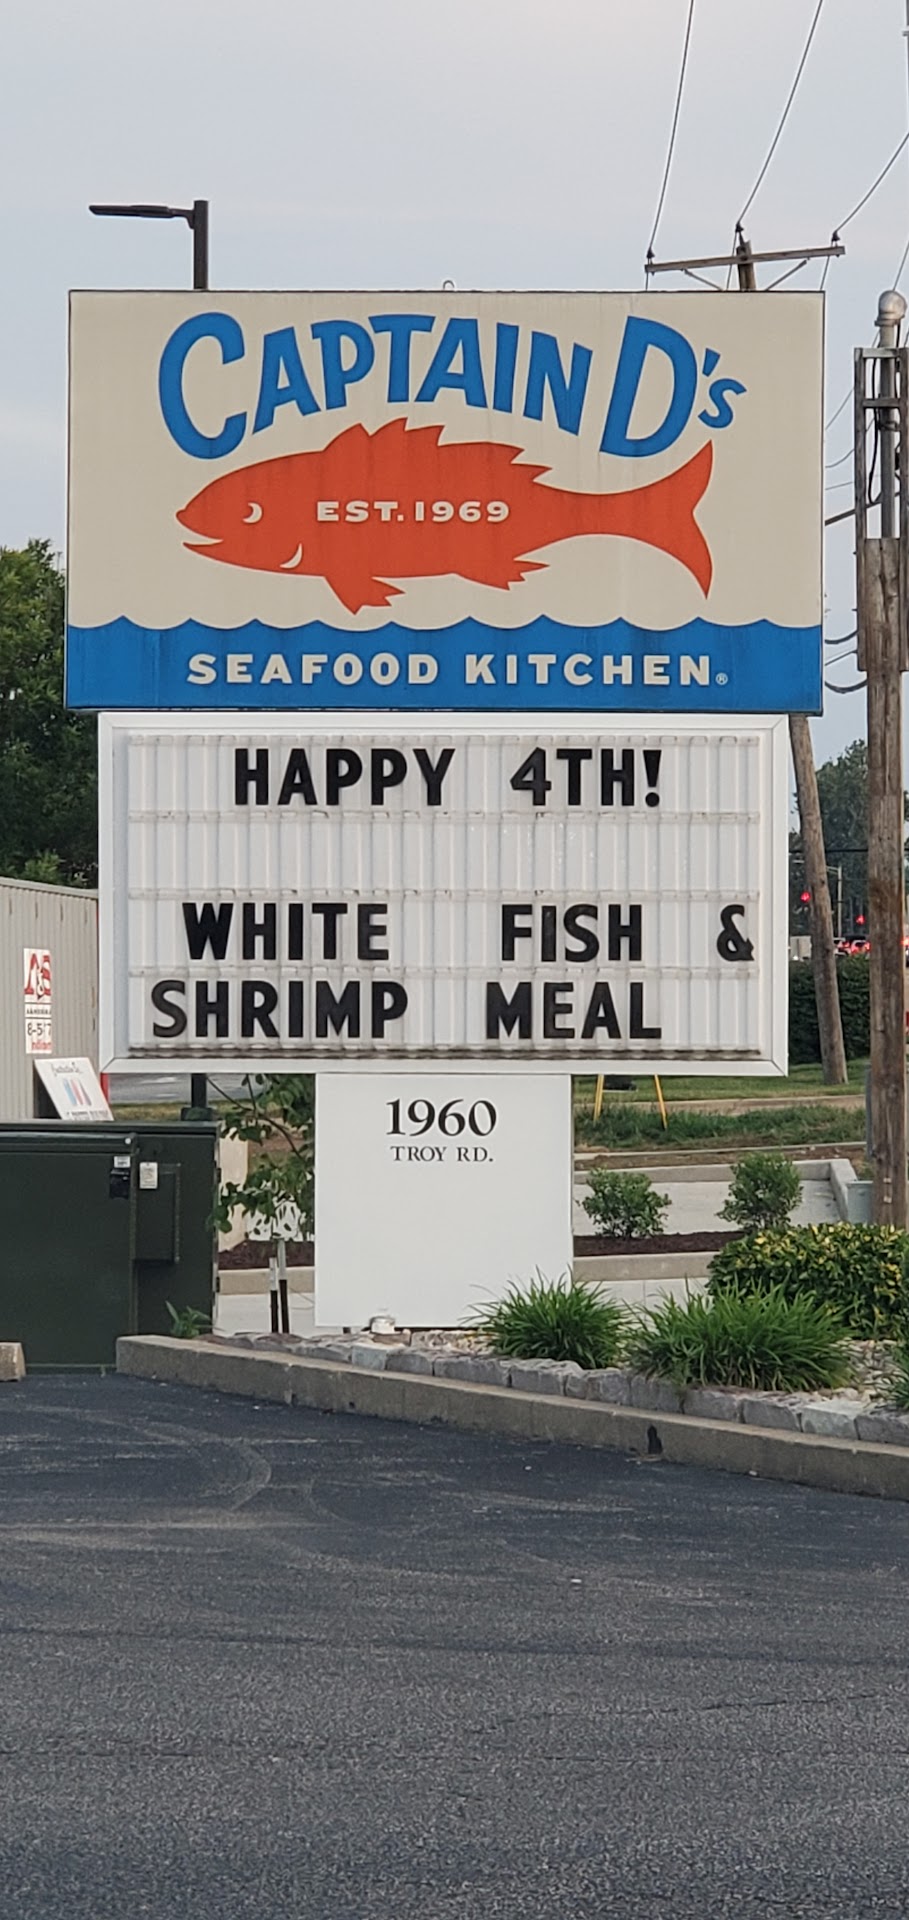 CAPTAIN D's
EST. 1969
SEAFOOD KITCHEN®
HAPPY 4TH!
WHITE FISH &
SHRIMP MEAL
1960
TROY RD.